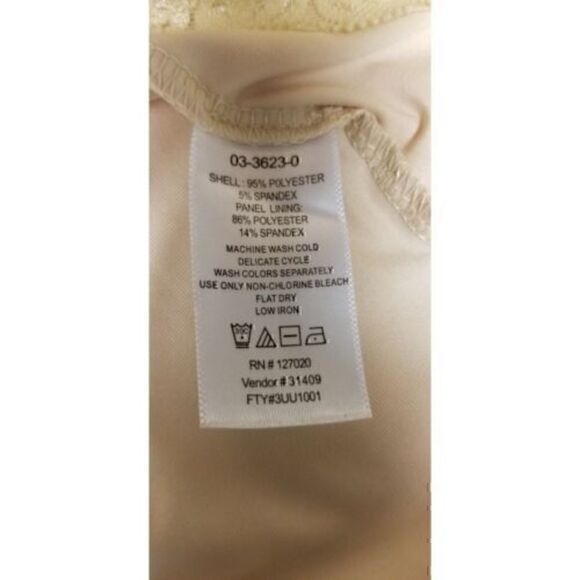 03-3623-0
SHELL: 95% POLYESTER
5% SPANDEX
PANEL LINING:
86% POLYESTER
14% SPANDEX
MACHINE WASH COLD
DELICATE CYCLE
WASH COLORS SEPARATELY
USE ONLY NON-CHLORINE BLEACH
FLAT DRY
LOW IRON
30C
RN # 127020
Vendor # 31409
FTY#3UU1001